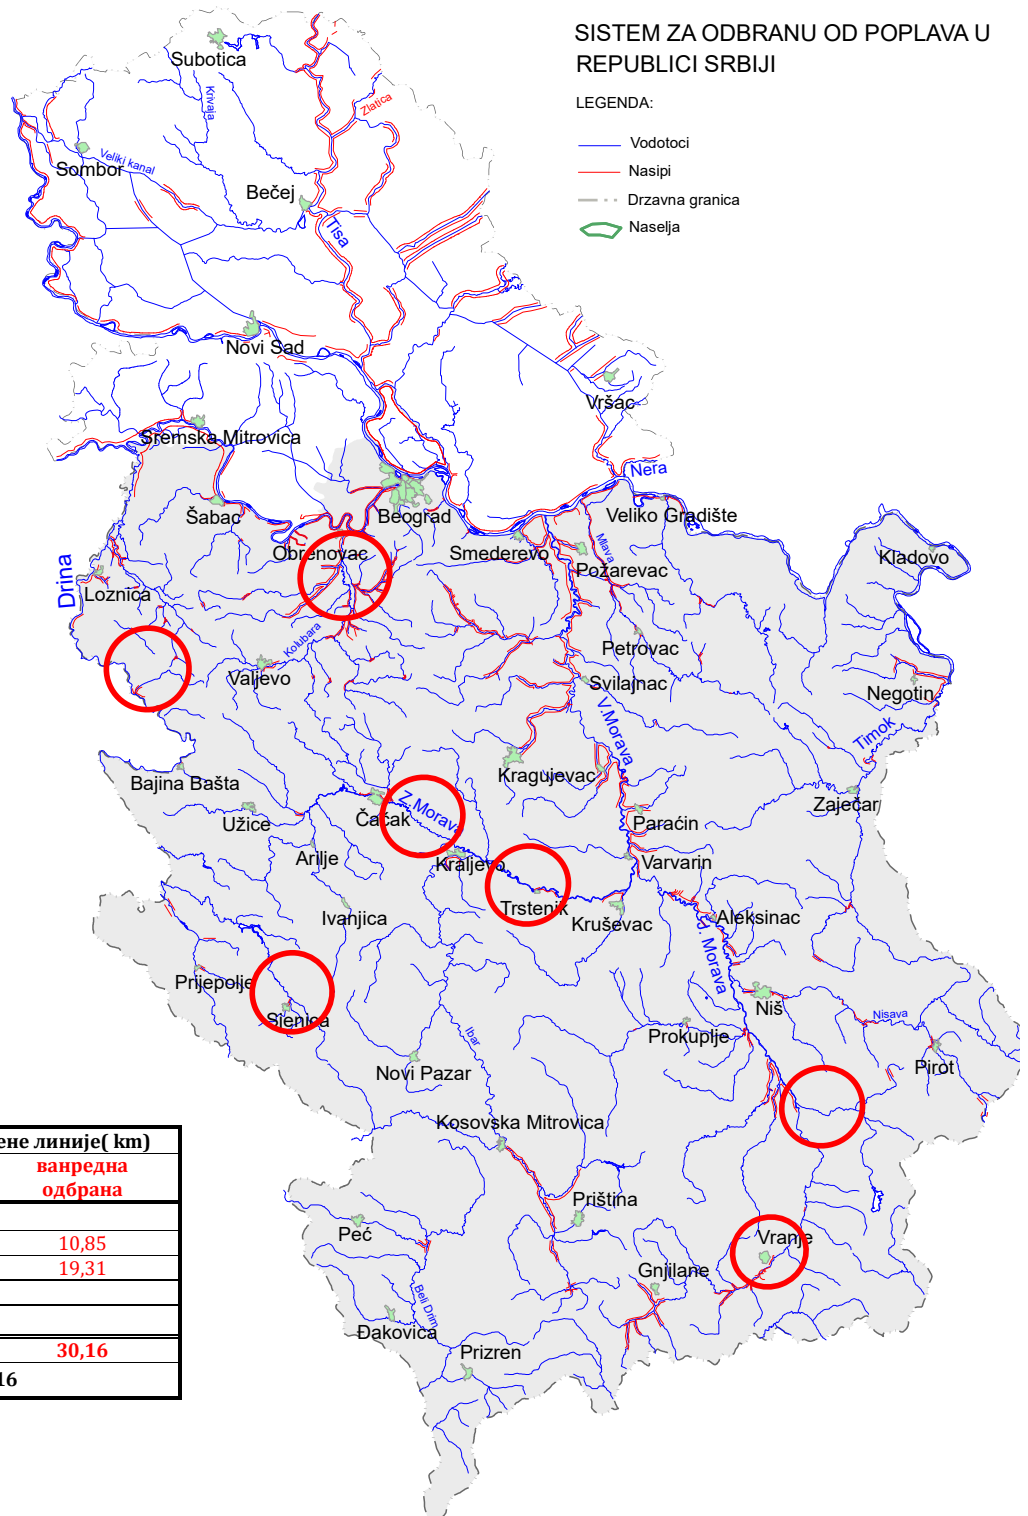 SISTEM ZA ODBRANU OD POPLAVA U
REPUBLICI SRBIJI
LEGENDA:
Vodotoci
Nasipi
Drzavna granica
Naselja
Subotica
Krivaja
Zlatica
Sombor
Veliki kanal
Bečej
Tisa
Novi Sad
Vršac
Sremska Mitrovica
Nera
Šabac
Beograd
Veliko Gradište
Obrenovac
Smederevo
Mlava
Požarevac
Kladovo
Drina
Loznica
Kolubara
Petrovac
Valjevo
Svilajnac
Negotin
V.Morava
Timok
Bajina Bašta
Kragujevac
Užice
Čačak
Z.Morava
Zaječar
Paraćin
Arilje
Kraljevo
Varvarin
Ivanjica
Trstenik
Kruševac
Aleksinac
J. Morava
Prijepolje
Sjenica
Niš
Nisava
Ibar
Prokuplje
Pirot
Novi Pazar
Kosovska Mitrovica
Priština
Peć
Vranje
Gnjilane
Beli Drim
Đakovica
Prizren
ене линије( km)
ванредна
одбрана
10,85
19,31
30,16
16